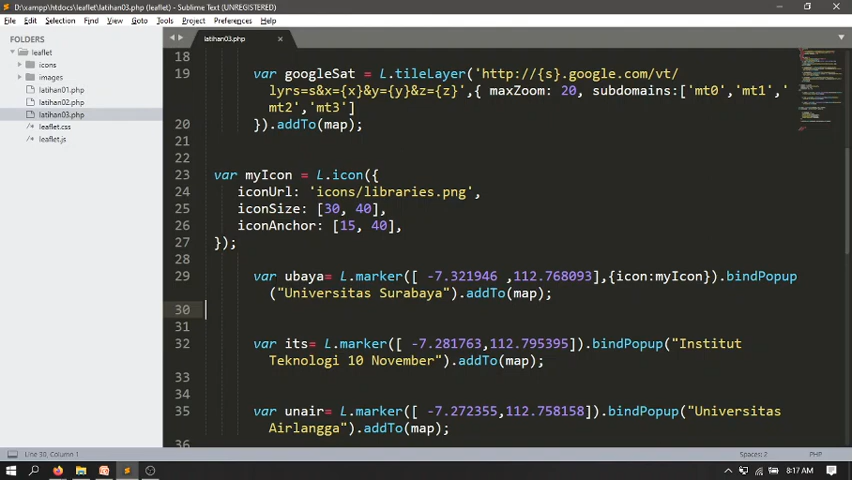 D:\xampp\htdocs\leaflet\latihan03.php (leaflet) - Sublime Text (UNREGISTERED)
File Edit Selection Find View Goto Tools Project Preferences Help
FOLDERS
leaflet
icons
images
latihan01.php
latihan02.php
latihan03.php
leaflet.css
leaflet.js
latihan03.php
18
19 var googleSat = L.tileLayer('http://{s}.google.com/vt/
lyrs=s&x={x}&y={y}&z={z}',{ maxZoom: 20, subdomains:['mt0','mt1','
mt2','mt3']
20 }).addTo(map);
21
22
23 var myIcon = L.icon({
24 iconUrl: 'icons/libraries.png',
25 iconSize: [30, 40],
26 iconAnchor: [15, 40],
27 });
28
29 var ubaya= L.marker([ -7.321946 ,112.768093],{icon:myIcon}).bindPopup
("Universitas Surabaya").addTo(map);
30
31
32 var its= L.marker([ -7.281763,112.795395]).bindPopup("Institut
Teknologi 10 November").addTo(map);
33
34
35 var unair= L.marker([ -7.272355,112.758158]).bindPopup("Universitas
Airlangga").addTo(map);
36
Line 30, Column 1
Spaces: 2
PHP
8:17 AM